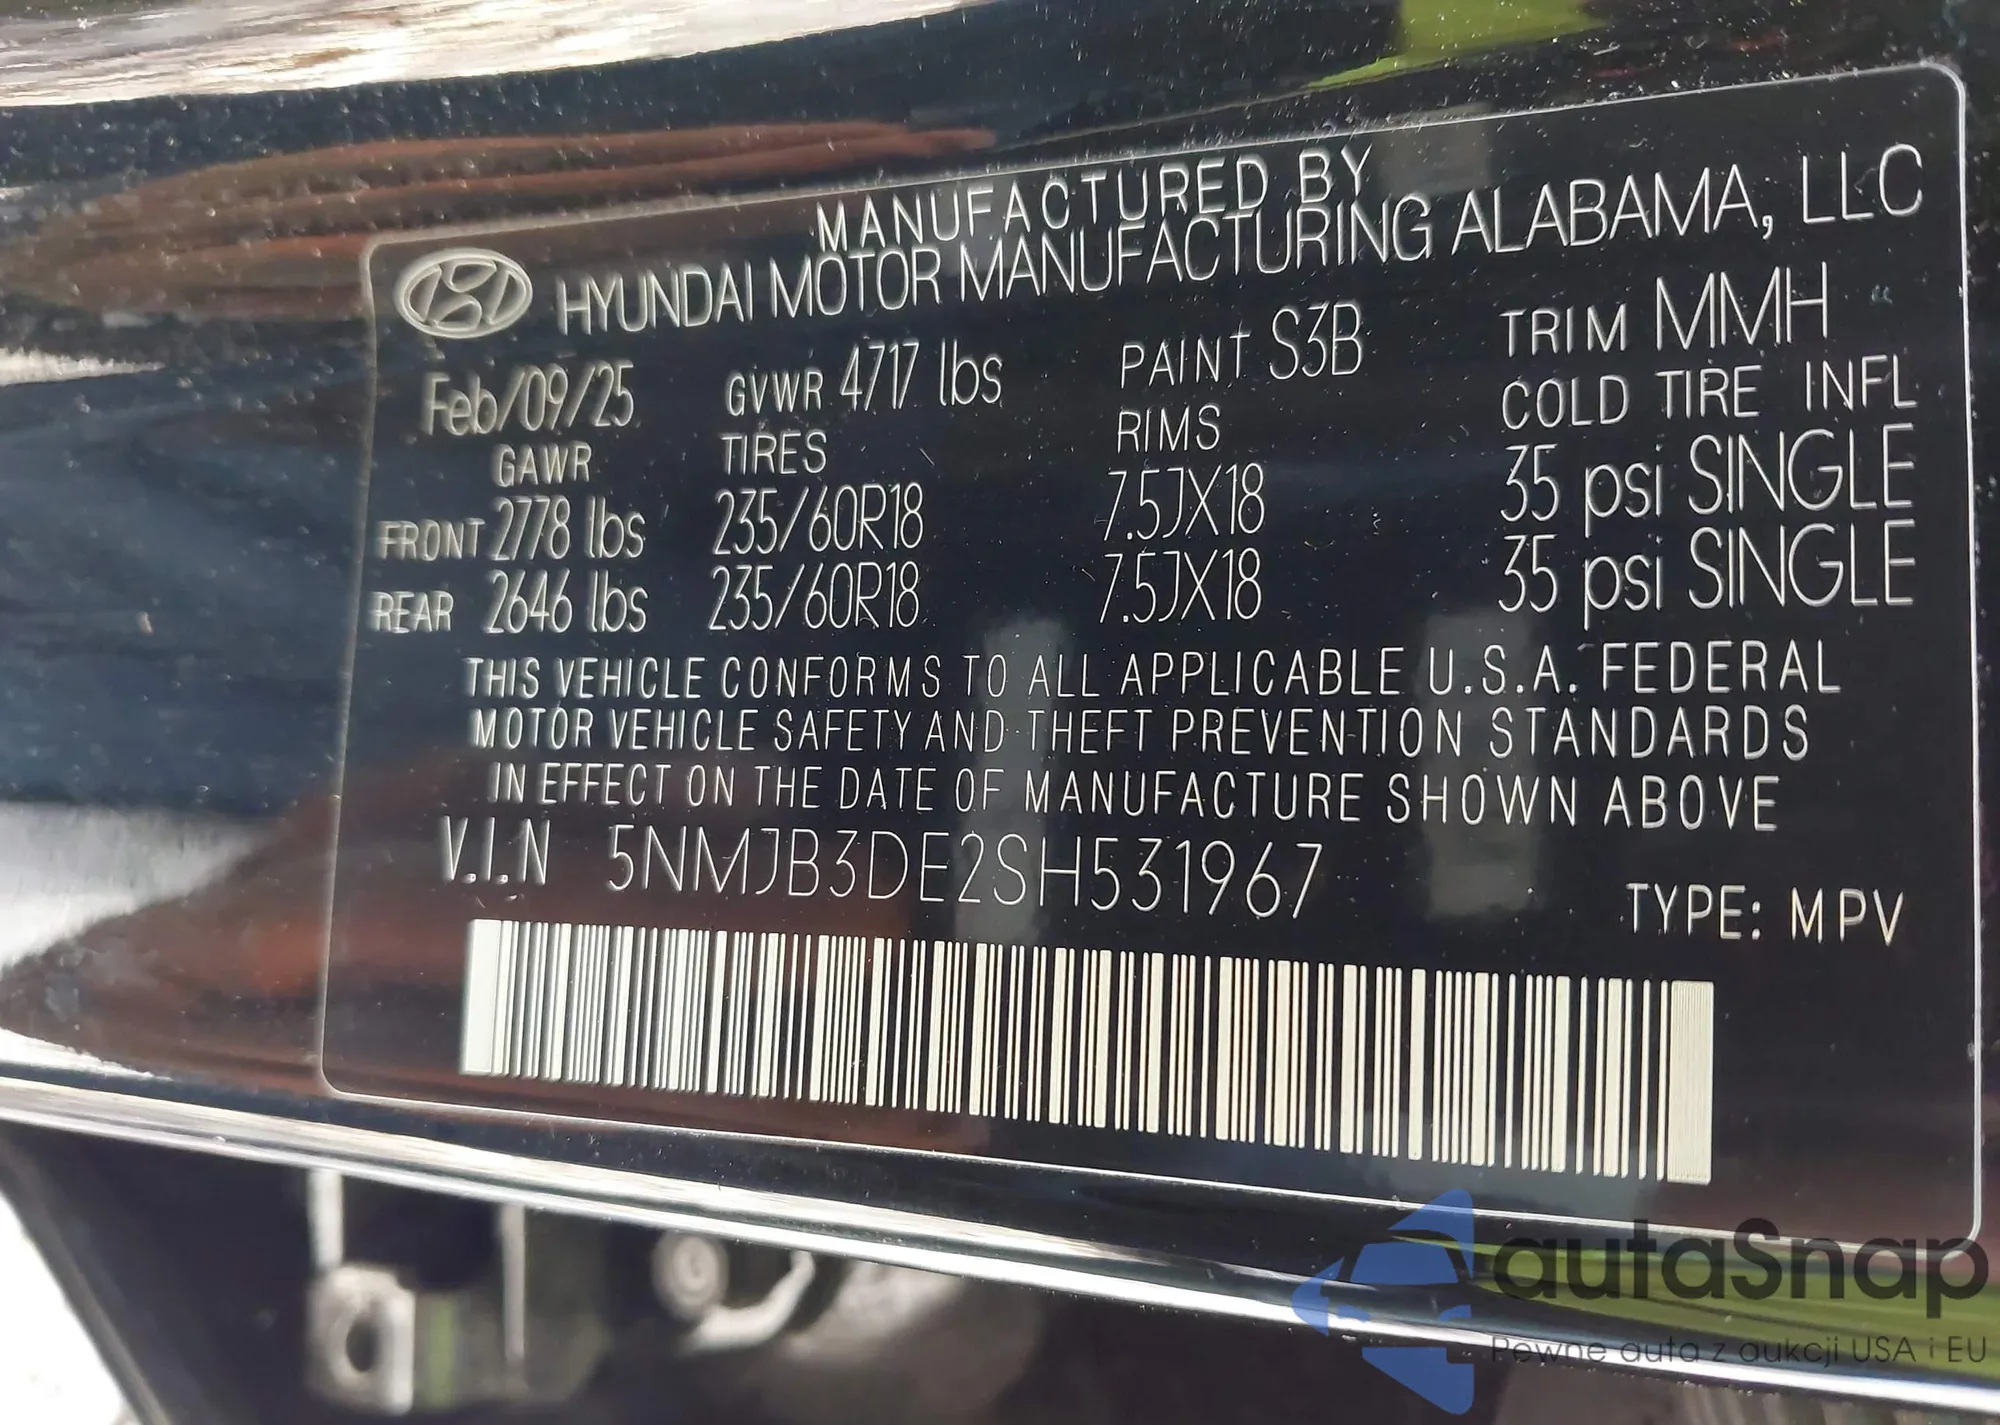 MANUFACTURED BY
HYUNDAI MOTOR MANUFACTURING ALABAMA, LLC
Feb/09/25 GVWR 4717 lbs PAINT S3B TRIM MMH
GAWR TIRES RIMS COLD TIRE INFL
FRONT 2778 lbs 235/60R18 7.5JX18 35 psi SINGLE
REAR 2646 lbs 235/60R18 7.5JX18 35 psi SINGLE
THIS VEHICLE CONFORMS TO ALL APPLICABLE U.S.A. FEDERAL
MOTOR VEHICLE SAFETY AND THEFT PREVENTION STANDARDS
IN EFFECT ON THE DATE OF MANUFACTURE SHOWN ABOVE
V.I.N 5NMJB3DE2SH531967
TYPE: MPV
autaSnap
Pewne auta z aukcji USA i EU